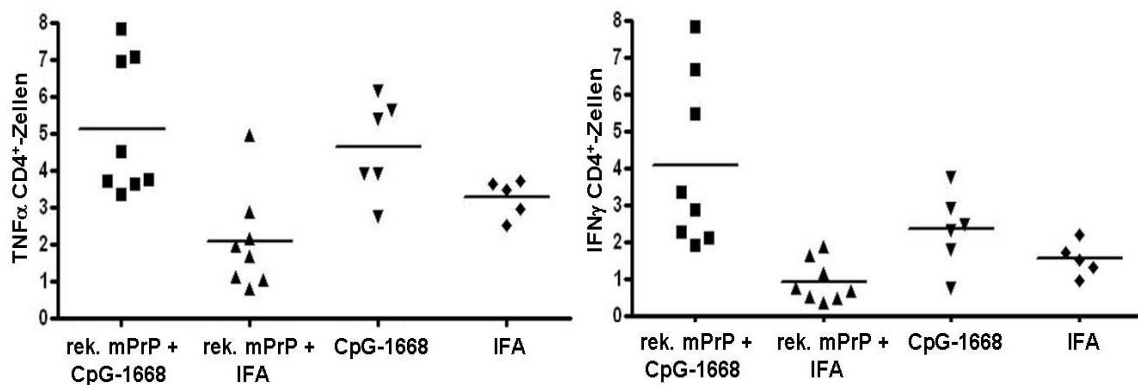 TNFα CD4⁺-Zellen
8
7
6
5
4
3
2
1
0
rek. mPrP + CpG-1668
rek. mPrP + IFA
CpG-1668
IFA
IFNγ CD4⁺-Zellen
8
7
6
5
4
3
2
1
0
rek. mPrP + CpG-1668
rek. mPrP + IFA
CpG-1668
IFA